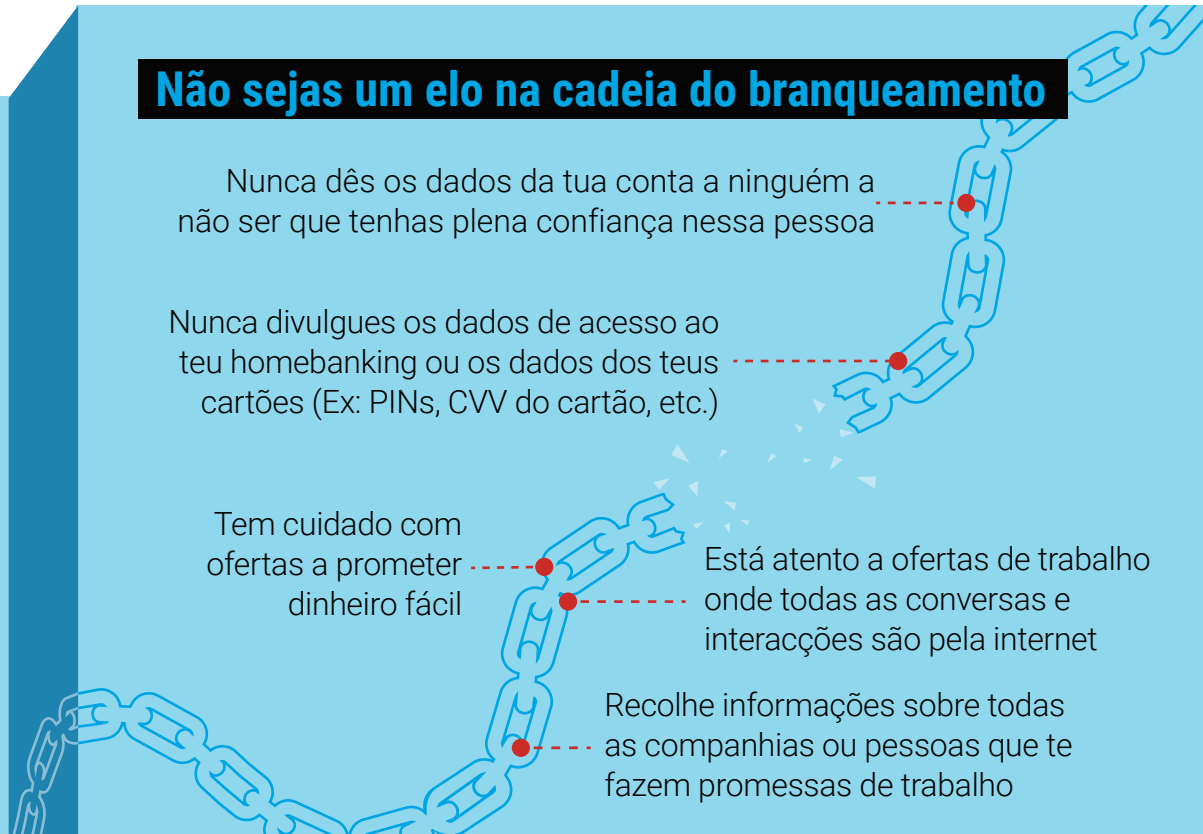 Não sejas um elo na cadeia do branqueamento
Nunca dês os dados da tua conta a ninguém a
não ser que tenhas plena confiança nessa pessoa
Nunca divulgues os dados de acesso ao
teu homebanking ou os dados dos teus
cartões (Ex: PINs, CVV do cartão, etc.)
Tem cuidado com
ofertas a prometer
dinheiro fácil
Está atento a ofertas de trabalho
onde todas as conversas e
interacções são pela internet
Recolhe informações sobre todas
as companhias ou pessoas que te
fazem promessas de trabalho